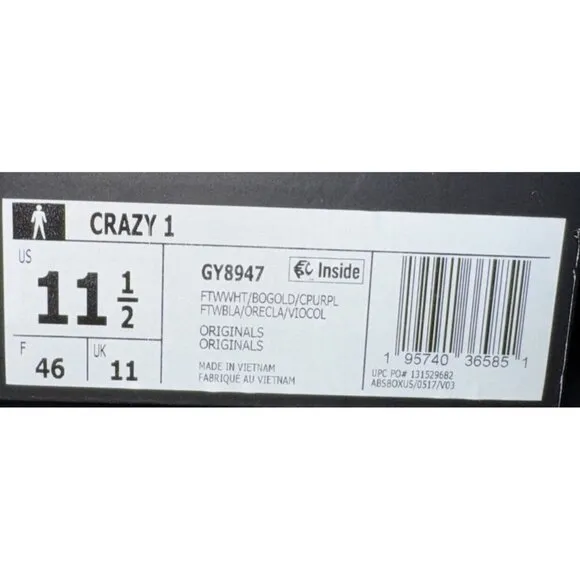 CRAZY 1
US
11 1/2
F
46
UK
11
GY8947
Inside
FTWWHT/BOGOLD/CPURPL
FTWBLA/ORECLA/VIOCOL
ORIGINALS
ORIGINALS
MADE IN VIETNAM
FABRIQUÉ AU VIETNAM
1 95740 36585 1
UPC PO# 131529682
ABSBOXUS/0517/V03